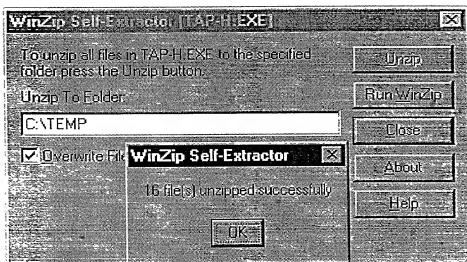 WinZip Self-Extractor [TAP-H.EXE]
To unzip all files in TAP-H.EXE to the specified
folder press the Unzip button.
Unzip To Folder
C:\TEMP
Overwrite File
Unzip
Run WinZip
Close
About
Help
WinZip Self-Extractor
16 file(s) unzipped successfully
OK